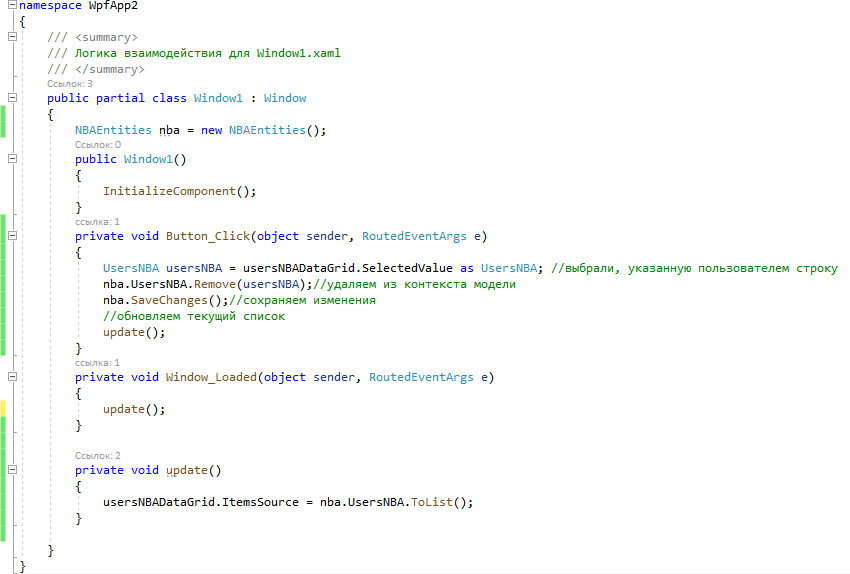 namespace WpfApp2
{
/// <summary>
/// Логика взаимодействия для Window1.xaml
/// </summary>
Ссылок: 3
public partial class Window1 : Window
{
NBAEntities nba = new NBAEntities();
Ссылок: 0
public Window1()
{
InitializeComponent();
}
ссылка: 1
private void Button_Click(object sender, RoutedEventArgs e)
{
UsersNBA usersNBA = usersNBADataGrid.SelectedValue as UsersNBA; //выбрали, указанную пользователем строку
nba.UsersNBA.Remove(usersNBA);//удаляем из контекста модели
nba.SaveChanges();//сохраняем изменения
//обновляем текущий список
update();
}
ссылка: 1
private void Window_Loaded(object sender, RoutedEventArgs e)
{
update();
}
Ссылок: 2
private void update()
{
usersNBADataGrid.ItemsSource = nba.UsersNBA.ToList();
}
}
}